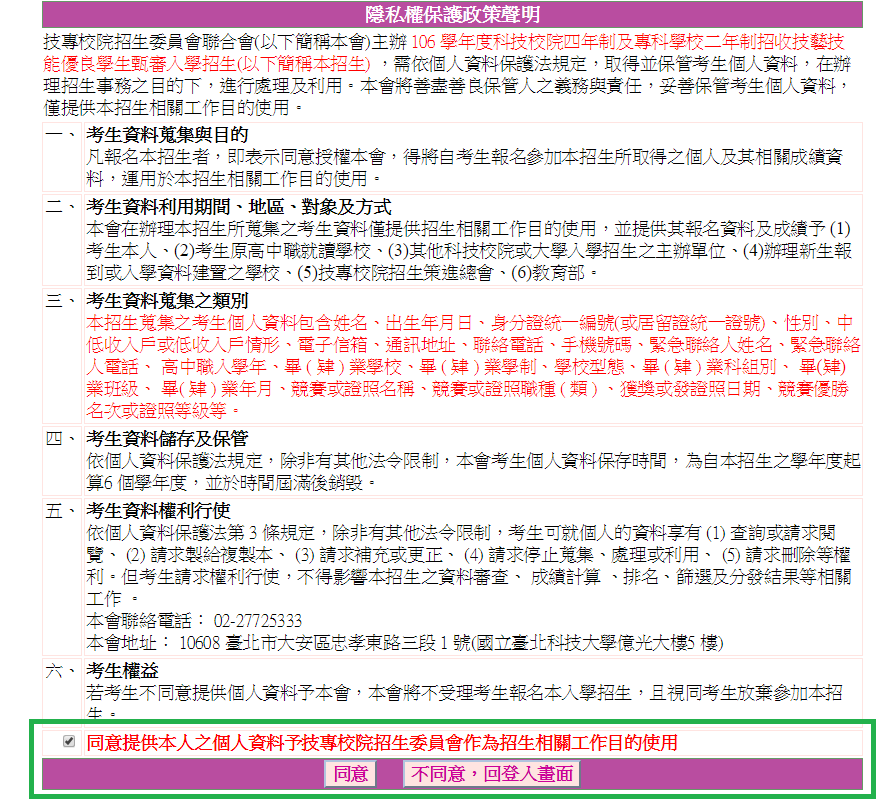 隱私權保護政策聲明
技專校院招生委員會聯合會(以下簡稱本會)主辦 106 學年度科技校院四年制及專科學校二年制招收技藝技
能優良學生甄審入學招生(以下簡稱本招生) ，需依個人資料保護法規定，取得並保管考生個人資料，在辦
理招生事務之目的下，進行處理及利用。本會將善盡善良保管人之義務與責任，妥善保管考生個人資料，
僅提供本招生相關工作目的使用。
一、 考生資料蒐集與目的
凡報名本招生者，即表示同意授權本會，得將自考生報名參加本招生所取得之個人及其相關成績資
料，運用於本招生相關工作目的使用。
二、 考生資料利用期間、地區、對象及方式
本會在辦理本招生所蒐集之考生資料僅提供招生相關工作目的使用，並提供其報名資料及成績予 (1)
考生本人、(2)考生原高中職就讀學校、(3)其他科技校院或大學入學招生之主辦單位、(4)辦理新生報
到或入學資料建置之學校、(5)技專校院招生策進總會、(6)教育部。
三、 考生資料蒐集之類別
本招生蒐集之考生個人資料包含姓名、出生年月日、身分證統一編號(或居留證統一證號)、性別、中
低收入戶或低收入戶情形、電子信箱、通訊地址、聯絡電話、手機號碼、緊急聯絡人姓名、緊急聯絡
人電話、 高中職入學年、畢 ( 肄 ) 業學校、畢 ( 肄 ) 業學制、學校型態、畢 ( 肄 ) 業科組別、 畢(肄)
業班級、 畢 ( 肄 ) 業年月、競賽或證照名稱、競賽或證照職種 ( 類 ) 、獲獎或發證照日期、競賽優勝
名次或證照等級等。
四、 考生資料儲存及保管
依個人資料保護法規定，除非有其他法令限制，本會考生個人資料保存時間，為自本招生之學年度起
算6 個學年度，並於時間屆滿後銷毀。
五、 考生資料權利行使
依個人資料保護法第 3 條規定，除非有其他法令限制，考生可就個人的資料享有 (1) 查詢或請求閱
覽、 (2) 請求製給複製本、 (3) 請求補充或更正、 (4) 請求停止蒐集、處理或利用、 (5) 請求刪除等權
利。但考生請求權利行使，不得影響本招生之資料審查、 成績計算 、排名、篩選及分發結果等相關
工作 。
本會聯絡電話： 02-27725333
本會地址： 10608 臺北市大安區忠孝東路三段 1 號(國立臺北科技大學億光大樓5 樓)
六、 考生權益
若考生不同意提供個人資料予本會，本會將不受理考生報名本入學招生，且視同考生放棄參加本招
生。
同意提供本人之個人資料予技專校院招生委員會作為招生相關工作目的使用
同意 不同意，回登入畫面